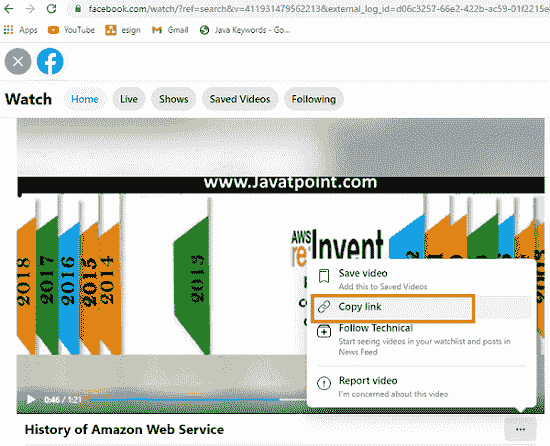 facebook.com/watch/?ref=search&v=411931479562213&external_log_id=d06c3257-66e2-422b-ac59-01f2215e
Apps YouTube esign Gmail Java Keywords - Go...
Watch Home Live Shows Saved Videos Following
www.Javatpoint.com
2018 2017 2016 2015 2014 2013
AWS
re:Invent
Save video
Add this to Saved Videos
Copy link
Follow Technical
Start seeing videos in your watchlist and posts in
News Feed
Report video
I'm concerned about this video
0:46 / 1:21
History of Amazon Web Service